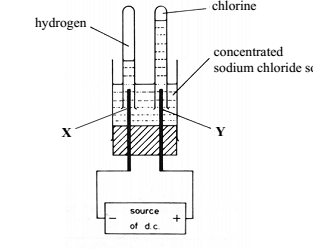 chlorine
hydrogen
concentrated
sodium chloride so
X
Y
− source +
of d.c.